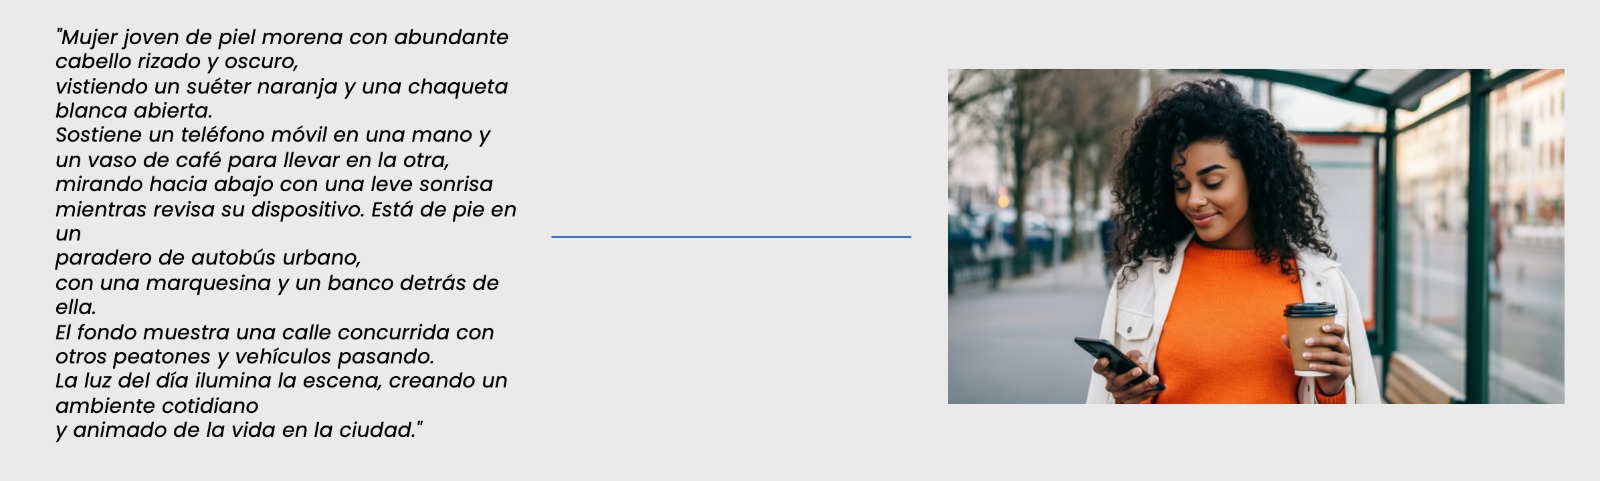 "Mujer joven de piel morena con abundante
cabello rizado y oscuro,
vistiendo un suéter naranja y una chaqueta
blanca abierta.
Sostiene un teléfono móvil en una mano y
un vaso de café para llevar en la otra,
mirando hacia abajo con una leve sonrisa
mientras revisa su dispositivo. Está de pie en
un
paradero de autobús urbano,
con una marquesina y un banco detrás de
ella.
El fondo muestra una calle concurrida con
otros peatones y vehículos pasando.
La luz del día ilumina la escena, creando un
ambiente cotidiano
y animado de la vida en la ciudad."